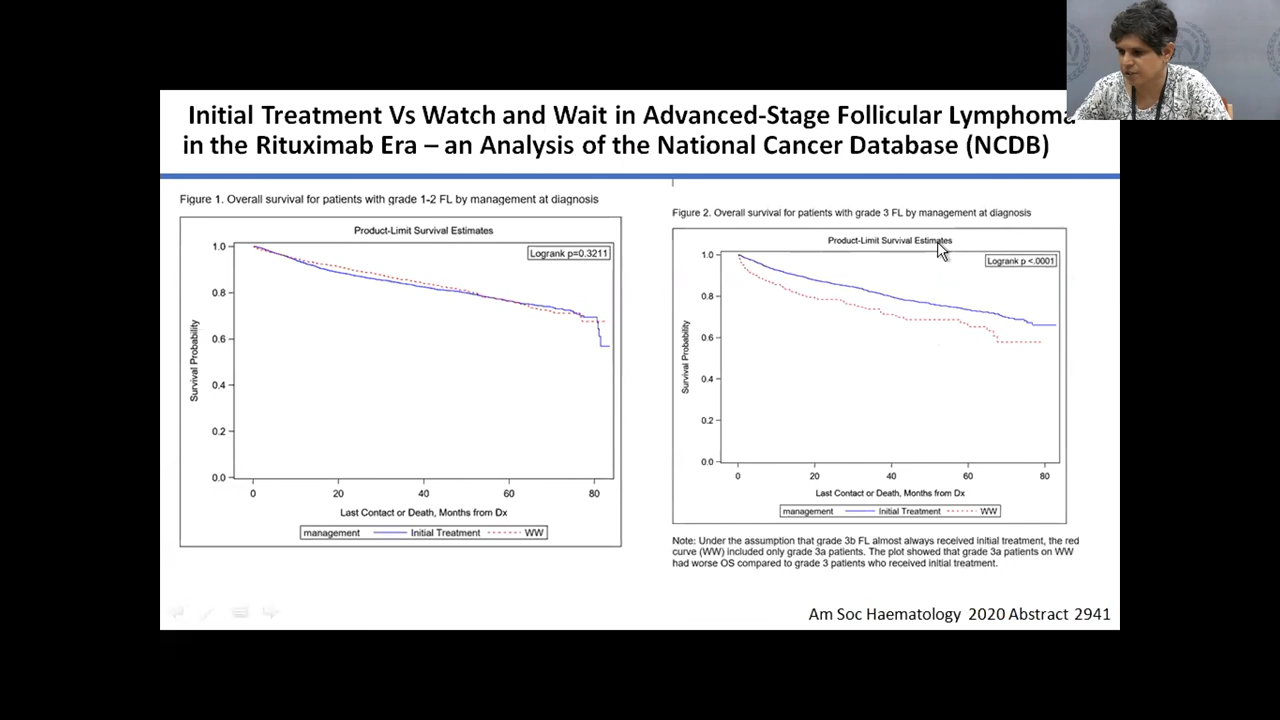 Initial Treatment Vs Watch and Wait in Advanced-Stage Follicular Lymphoma
in the Rituximab Era – an Analysis of the National Cancer Database (NCDB)
Figure 1. Overall survival for patients with grade 1-2 FL by management at diagnosis
Product-Limit Survival Estimates
Logrank p=0.3211
1.0
0.8
0.6
0.4
0.2
0.0
Survival Probability
0 20 40 60 80
Last Contact or Death, Months from Dx
management Initial Treatment WW
Figure 2. Overall survival for patients with grade 3 FL by management at diagnosis
Product-Limit Survival Estimates
Logrank p <.0001
1.0
0.8
0.6
0.4
0.2
0.0
Survival Probability
0 20 40 60 80
Last Contact or Death, Months from Dx
management Initial Treatment WW
Note: Under the assumption that grade 3b FL almost always received initial treatment, the red
curve (WW) included only grade 3a patients. The plot showed that grade 3a patients on WW
had worse OS compared to grade 3 patients who received initial treatment.
Am Soc Haematology 2020 Abstract 2941